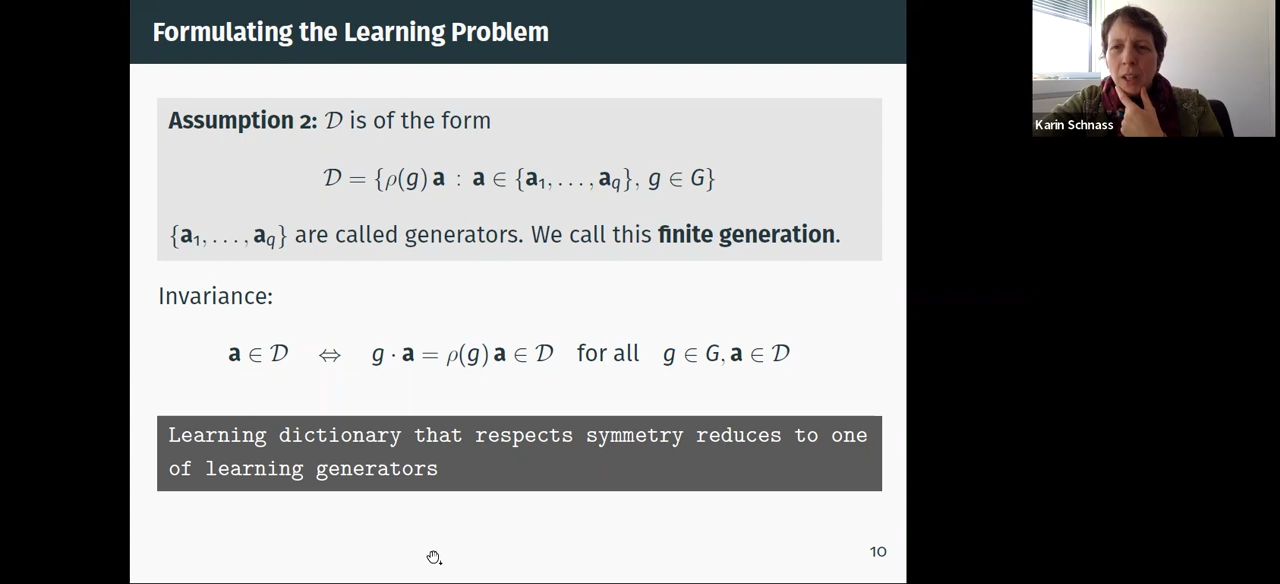 Formulating the Learning Problem
Assumption 2: 𝒟 is of the form
𝒟 = {ρ(g) a : a ∈ {a₁, . . . , a_q}, g ∈ G}
{a₁, . . . , a_q} are called generators. We call this finite generation.
Invariance:
a ∈ 𝒟 ⇔ g · a = ρ(g) a ∈ 𝒟 for all g ∈ G, a ∈ 𝒟
Learning dictionary that respects symmetry reduces to one
of learning generators
10
Karin Schnass